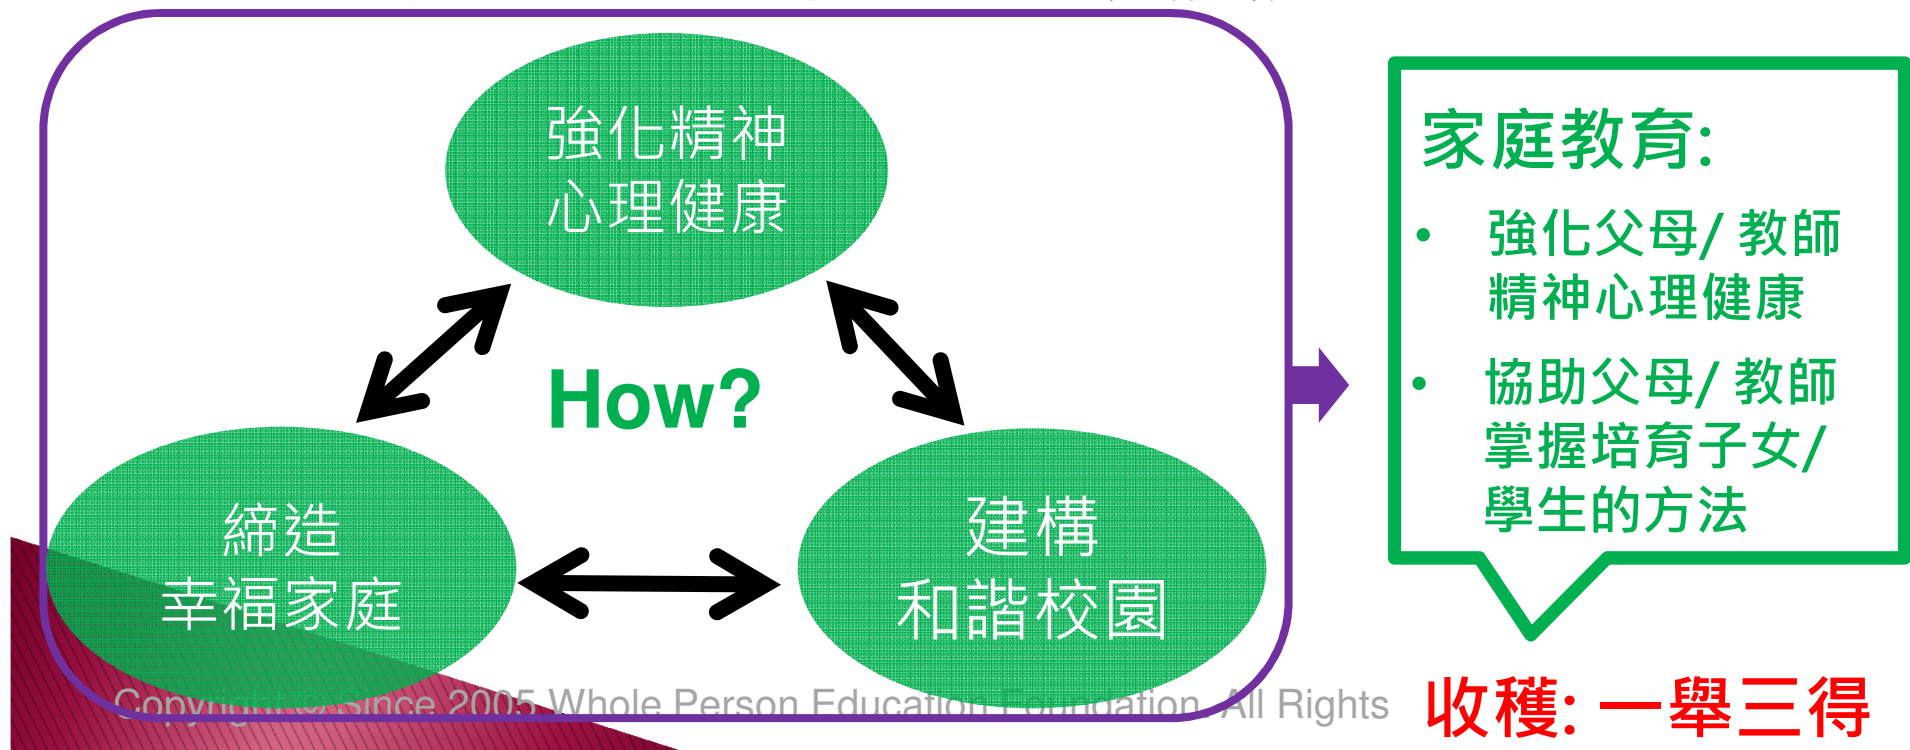 強化精神
心理健康
How?
締造
幸福家庭
建構
和諧校園
家庭教育:
• 強化父母/ 教師
精神心理健康
• 協助父母/ 教師
掌握培育子女/
學生的方法
收穫: 一舉三得
Copyright © Since 2005 Whole Person Education Foundation. All Rights